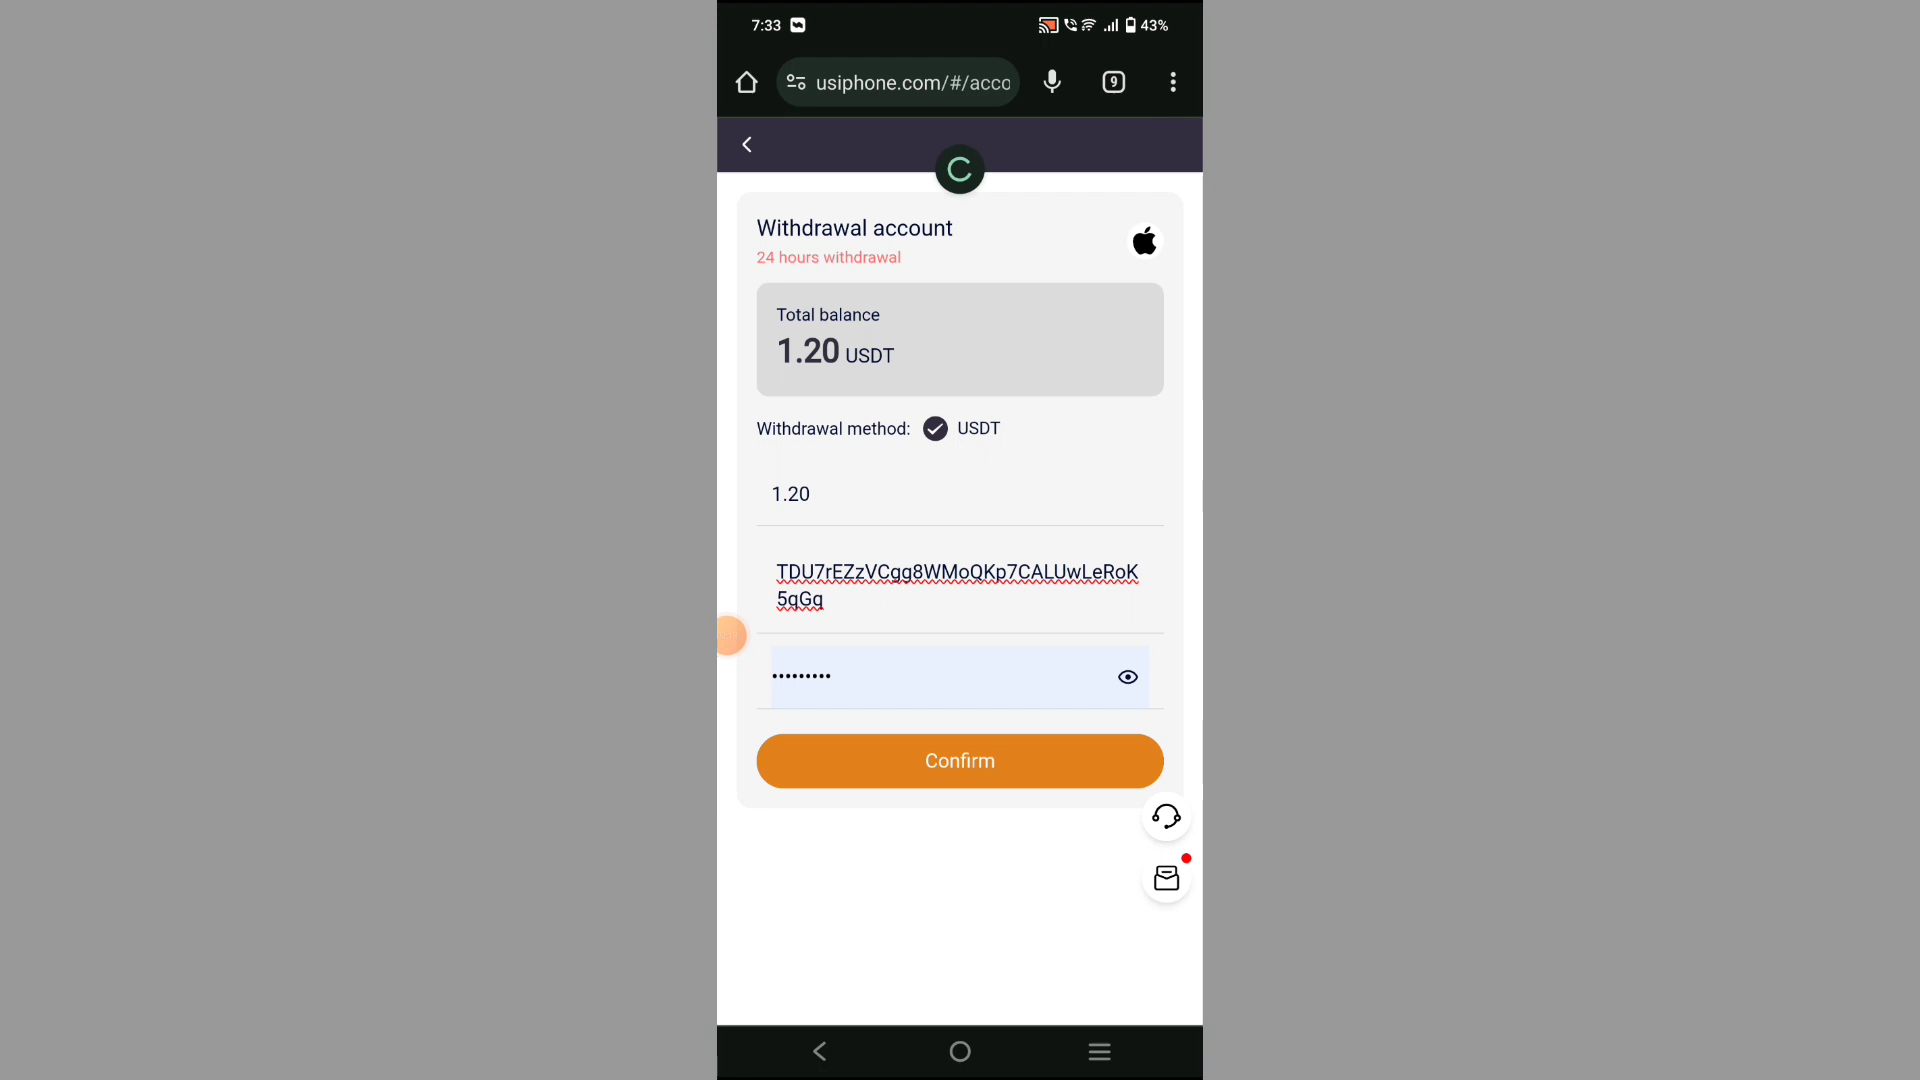 7:33
43%
usiphone.com/#/acco
9
Withdrawal account
24 hours withdrawal
Total balance
1.20 USDT
Withdrawal method: USDT
1.20
TDU7rEZzVCgg8WMoQKp7CALUwLeRoK
5qGq
•••••••••
Confirm